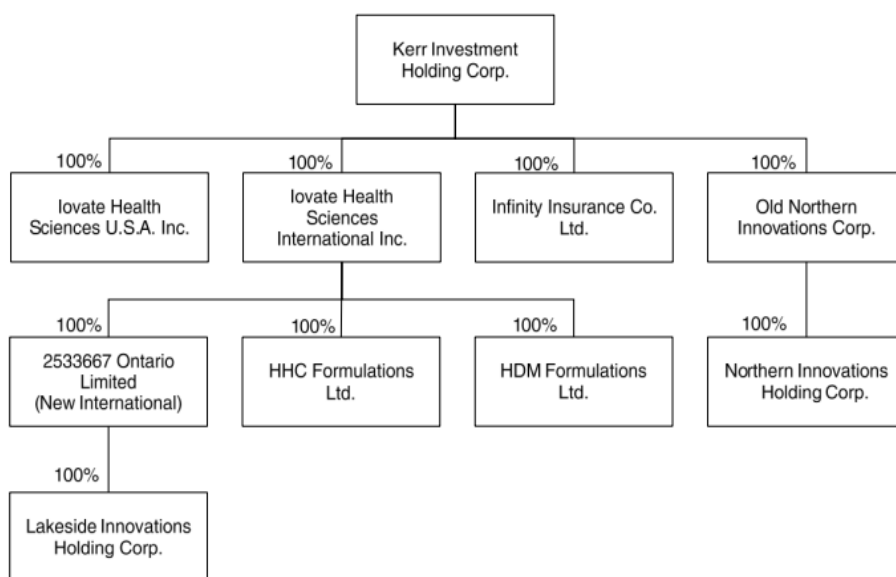 Kerr Investment
Holding Corp.
100%
100%
100%
100%
Iovate Health
Sciences U.S.A. Inc.
Iovate Health
Sciences
International Inc.
Infinity Insurance Co.
Ltd.
Old Northern
Innovations Corp.
100%
100%
100%
100%
2533667 Ontario
Limited
(New International)
HHC Formulations
Ltd.
HDM Formulations
Ltd.
Northern Innovations
Holding Corp.
100%
Lakeside Innovations
Holding Corp.